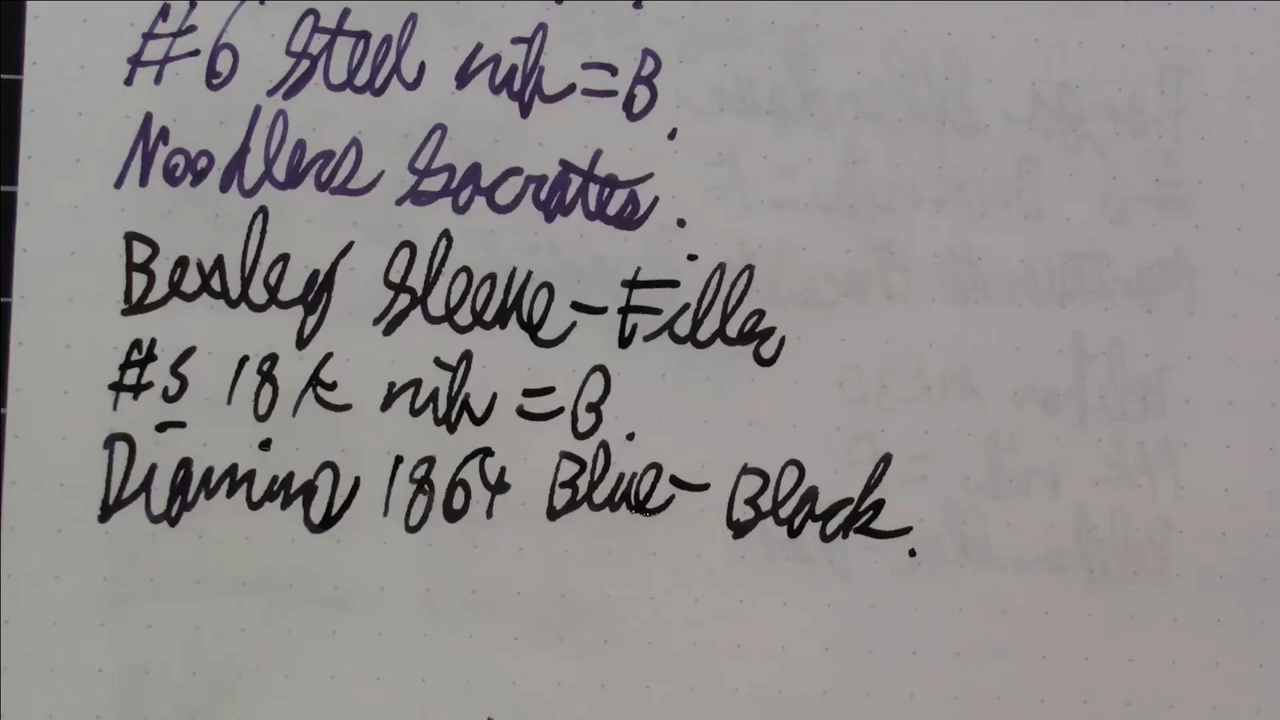 #6 Steel nib = B.
Noodlers Socrates.
Bexley Sleeve-Filler
#5 18K nib = B.
Diamine 1864 Blue-Black.